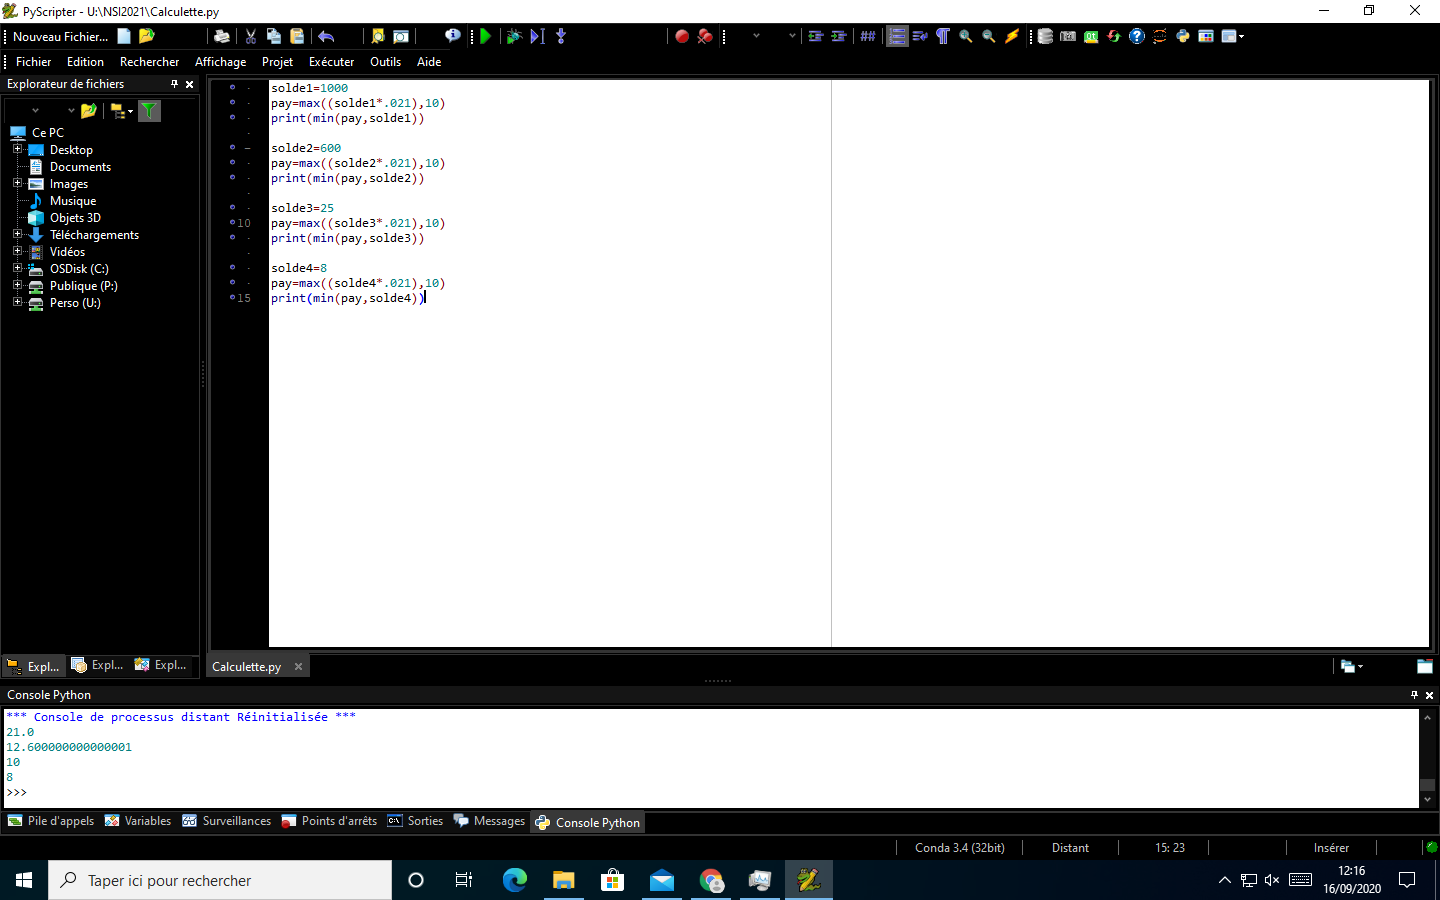 PyScripter - U:\NSI2021\Calculette.py
Nouveau Fichier...
Fichier Edition Rechercher Affichage Projet Exécuter Outils Aide
Explorateur de fichiers
Ce PC
Desktop
Documents
Images
Musique
Objets 3D
Téléchargements
Vidéos
OSDisk (C:)
Publique (P:)
Perso (U:)
Expl... Expl... Expl...
solde1=1000
pay=max((solde1*.021),10)
print(min(pay,solde1))
solde2=600
pay=max((solde2*.021),10)
print(min(pay,solde2))
solde3=25
10 pay=max((solde3*.021),10)
print(min(pay,solde3))
solde4=8
pay=max((solde4*.021),10)
15 print(min(pay,solde4))
Calculette.py
Console Python
*** Console de processus distant Réinitialisée ***
21.0
12.600000000000001
10
8
>>>
Pile d'appels Variables Surveillances Points d'arrêts Sorties Messages Console Python
Conda 3.4 (32bit) Distant 15: 23 Insérer
Taper ici pour rechercher
12:16
16/09/2020